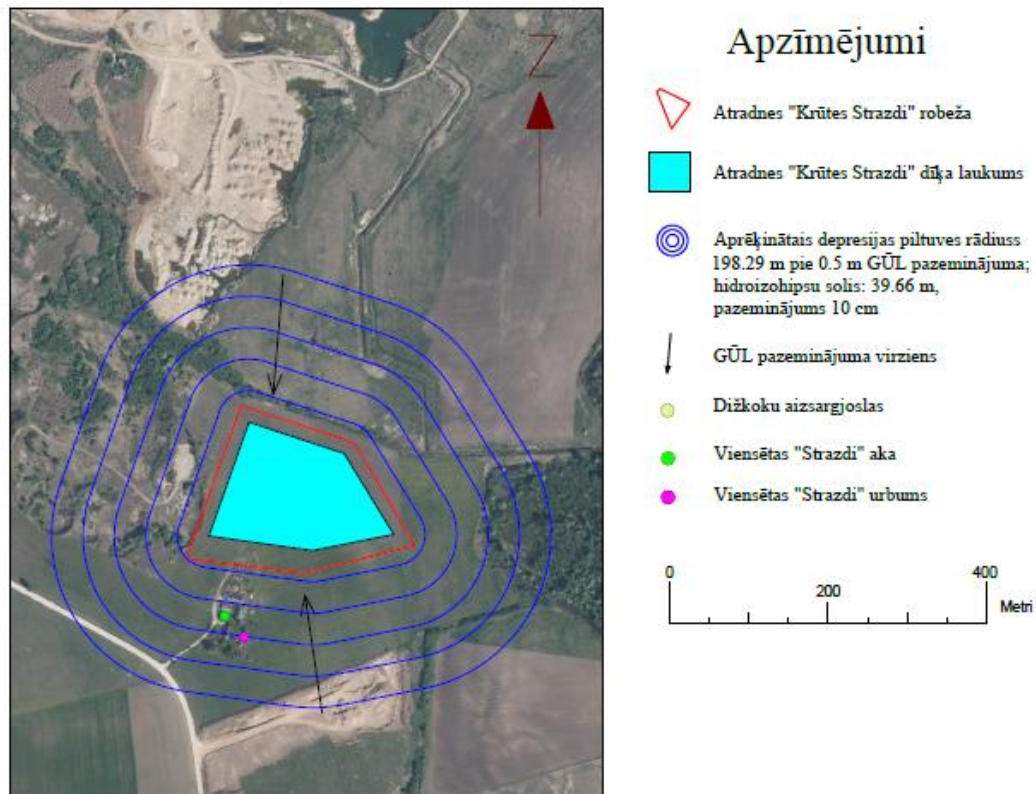 Z
Apzīmējumi
Atradnes "Krūtes Strazdi" robeža
Atradnes "Krūtes Strazdi" dīķa laukums
Aprēķinātais depresijas piltuves rādiuss
198.29 m pie 0.5 m GŪL pazeminājuma;
hidroizohipsu solis: 39.66 m,
pazeminājums 10 cm
GŪL pazeminājuma virziens
Dižkoku aizsargjoslas
Viensētas "Strazdi" aka
Viensētas "Strazdi" urbums
0
400
200
Metri